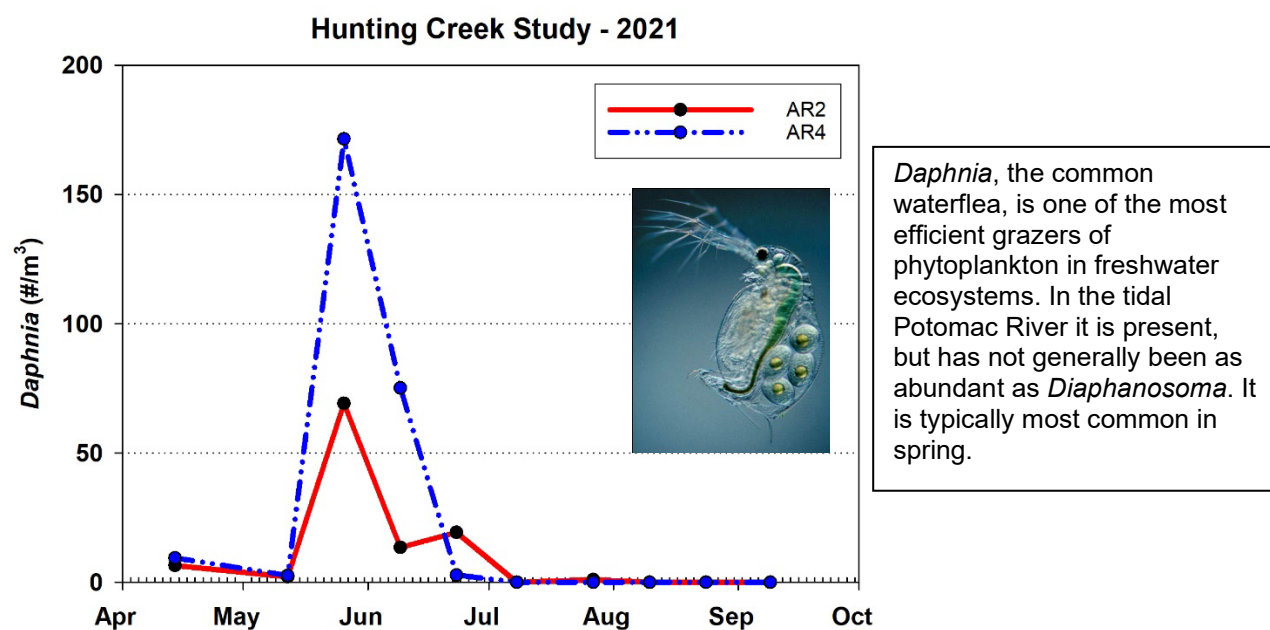 Hunting Creek Study - 2021
200
150
100
50
0
Daphnia (#/m³)
AR2
AR4
Apr May Jun Jul Aug Sep Oct
Daphnia, the common
waterflea, is one of the most
efficient grazers of
phytoplankton in freshwater
ecosystems. In the tidal
Potomac River it is present,
but has not generally been as
abundant as Diaphanosoma. It
is typically most common in
spring.